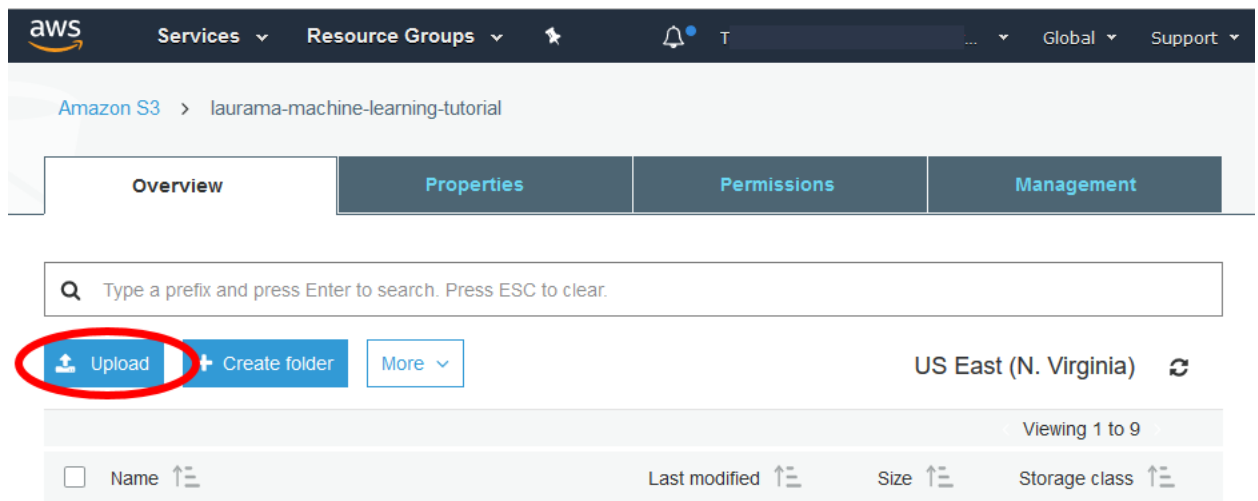 aws Services Resource Groups T ... Global Support
Amazon S3 > laurama-machine-learning-tutorial
Overview Properties Permissions Management
Type a prefix and press Enter to search. Press ESC to clear.
Upload + Create folder More US East (N. Virginia)
Viewing 1 to 9
Name Last modified Size Storage class